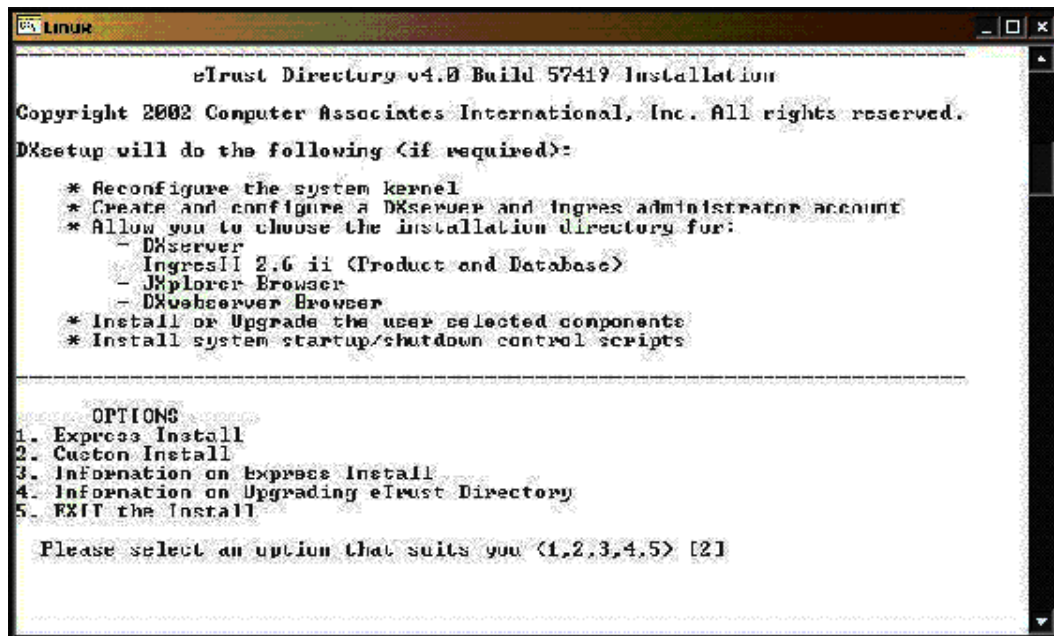 Linux
eTrust Directory v4.0 Build 57419 Installation
Copyright 2002 Computer Associates International, Inc. All rights reserved.
DXsetup will do the following (if required):
* Reconfigure the system kernel
* Create and configure a DXserver and Ingres administrator account
* Allow you to choose the installation directory for:
- DXserver
IngresII 2.6 ii (Product and Database)
- JXplorer Browser
- DXwebserver Browser
* Install or Upgrade the user selected components
* Install system startup/shutdown control scripts
OPTIONS
1. Express Install
2. Custom Install
3. Information on Express Install
4. Information on Upgrading eTrust Directory
5. EXIT the Install
Please select an option that suits you (1,2,3,4,5) [2]